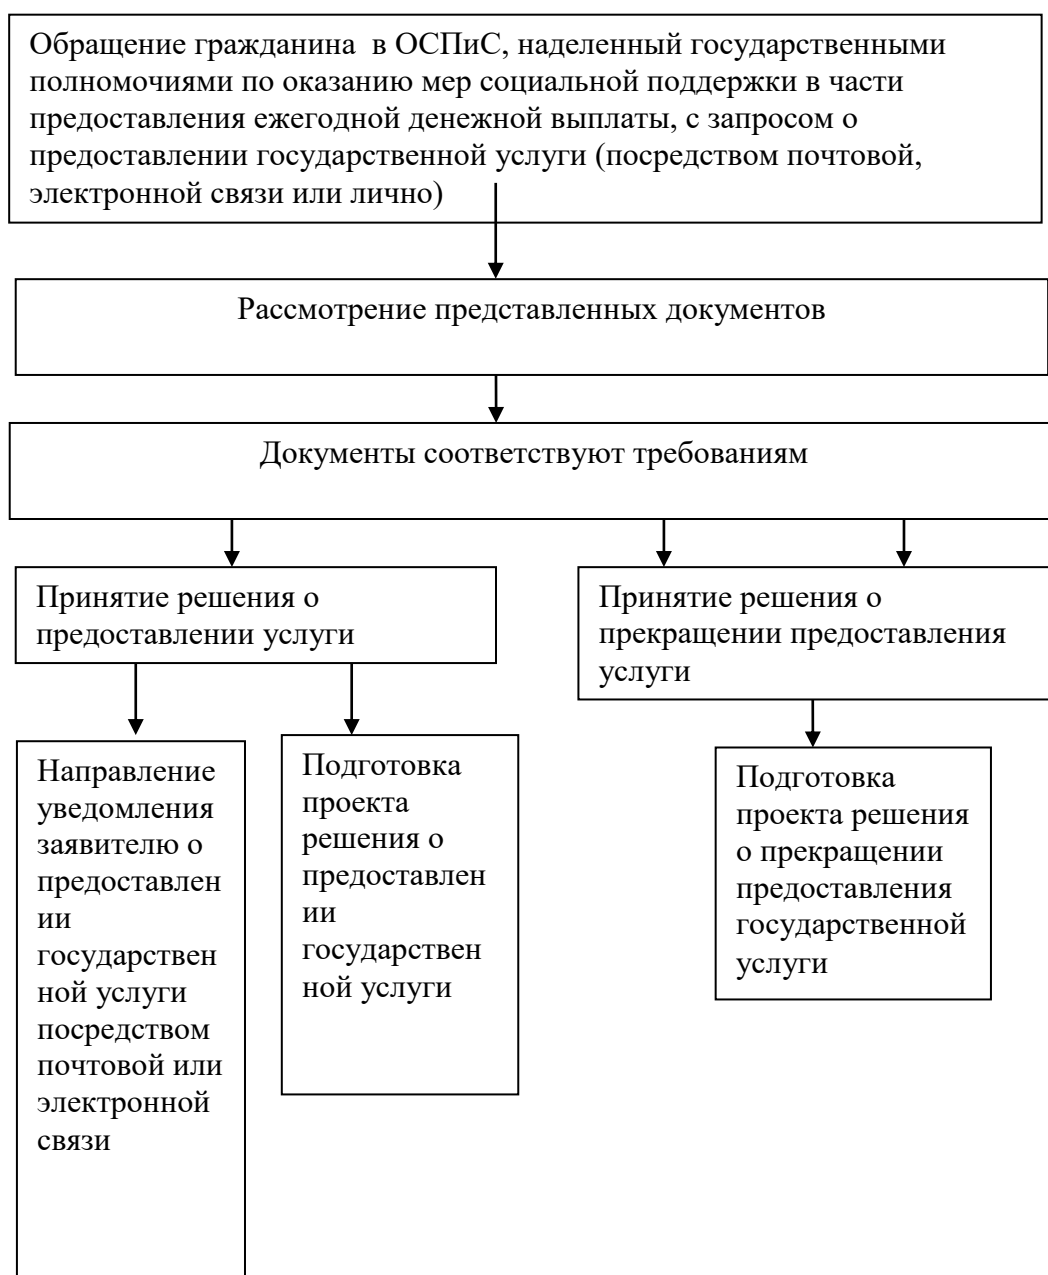 Обращение гражданина  в ОСПиС, наделенный государственными
полномочиями по оказанию мер социальной поддержки в части
предоставления ежегодной денежной выплаты, с запросом о
предоставлении государственной услуги (посредством почтовой,
электронной связи или лично)
Рассмотрение представленных документов
Документы соответствуют требованиям
Принятие решения о
предоставлении услуги
Принятие решения о
прекращении предоставления
услуги
Направление
уведомления
заявителю о
предоставлен
ии
государствен
ной услуги
посредством
почтовой или
электронной
связи
Подготовка
проекта
решения о
предоставлен
ии
государствен
ной услуги
Подготовка
проекта решения
о прекращении
предоставления
государственной
услуги